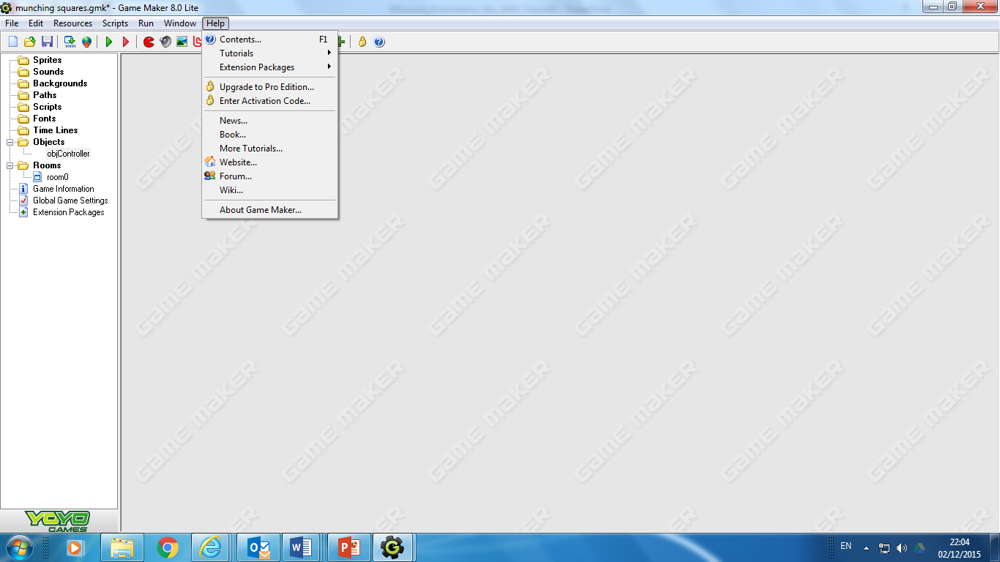 munching squares.gmk* - Game Maker 8.0 Lite
File Edit Resources Scripts Run Window Help
Contents... F1
Tutorials
Extension Packages
Upgrade to Pro Edition...
Enter Activation Code...
News...
Book...
More Tutorials...
Website...
Forum...
Wiki...
About Game Maker...
Sprites
Sounds
Backgrounds
Paths
Scripts
Fonts
Time Lines
Objects
objController
Rooms
room0
Game Information
Global Game Settings
Extension Packages
GAME MAKER
YOYO
GAMES
EN
22:04
02/12/2015